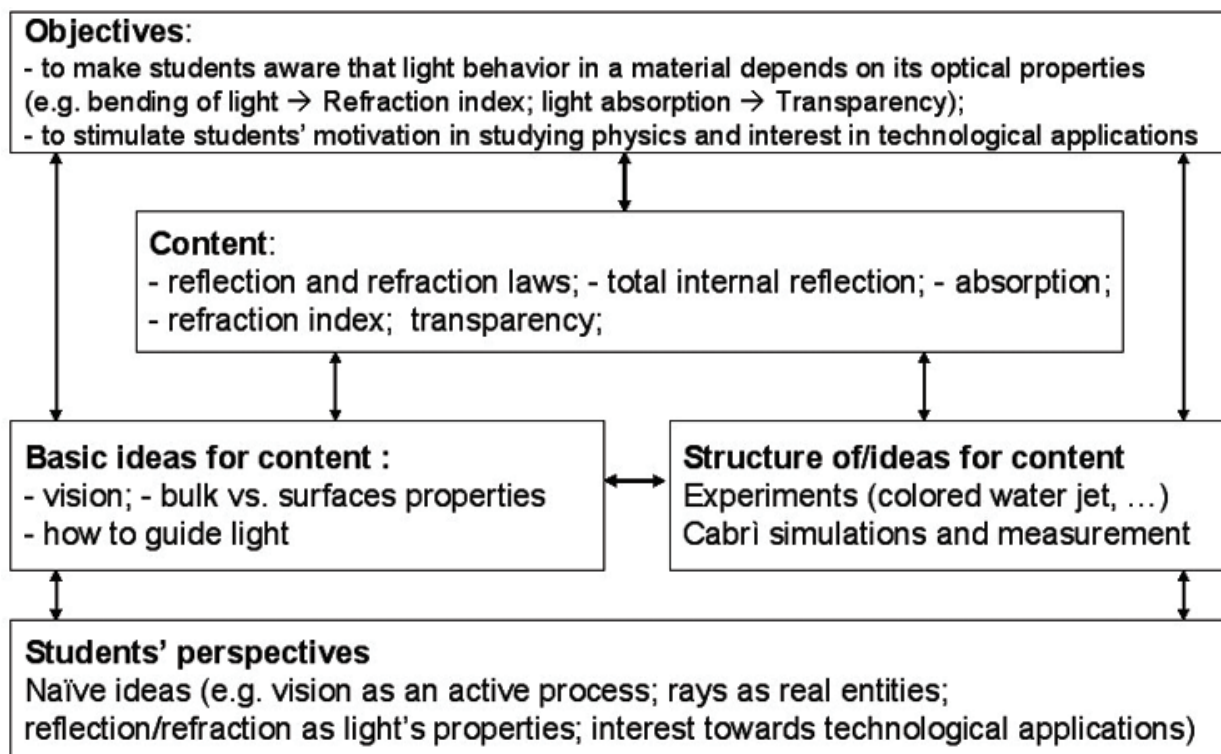 Objectives:
- to make students aware that light behavior in a material depends on its optical properties
(e.g. bending of light → Refraction index; light absorption → Transparency);
- to stimulate students' motivation in studying physics and interest in technological applications
Content:
- reflection and refraction laws; - total internal reflection; - absorption;
- refraction index; transparency;
Basic ideas for content :
- vision; - bulk vs. surfaces properties
- how to guide light
Structure of/ideas for content
Experiments (colored water jet, …)
Cabrì simulations and measurement
Students' perspectives
Naïve ideas (e.g. vision as an active process; rays as real entities;
reflection/refraction as light's properties; interest towards technological applications)